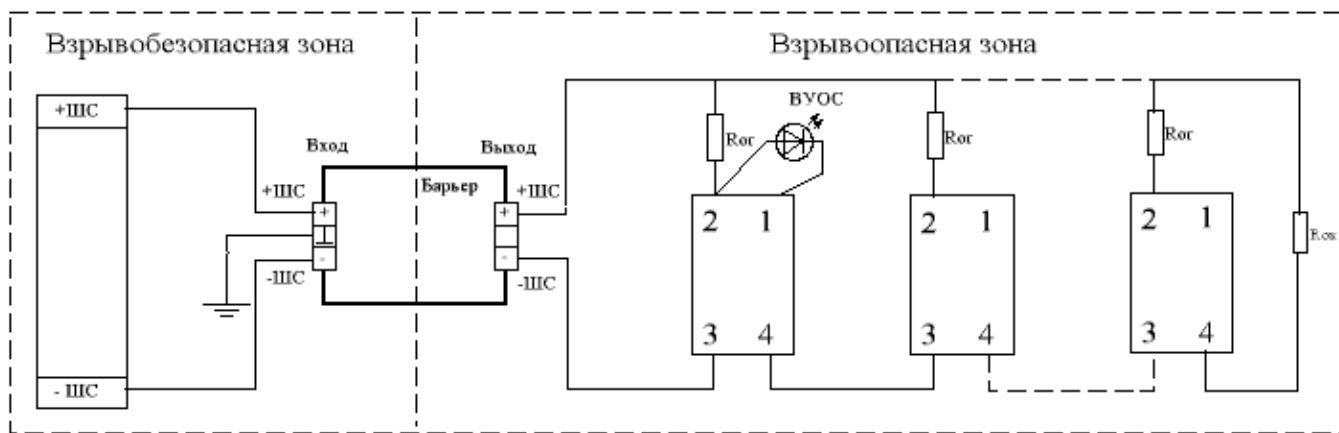 Взрывобезопасная зона
Взрывоопасная зона
+ШС
- ШС
Вход
Выход
Барьер
+ШС
+
-
-ШС
+ШС
+
-
-ШС
ВУОС
Rог
Rог
Rог
Rок
2 1
3 4
2 1
3 4
2 1
3 4